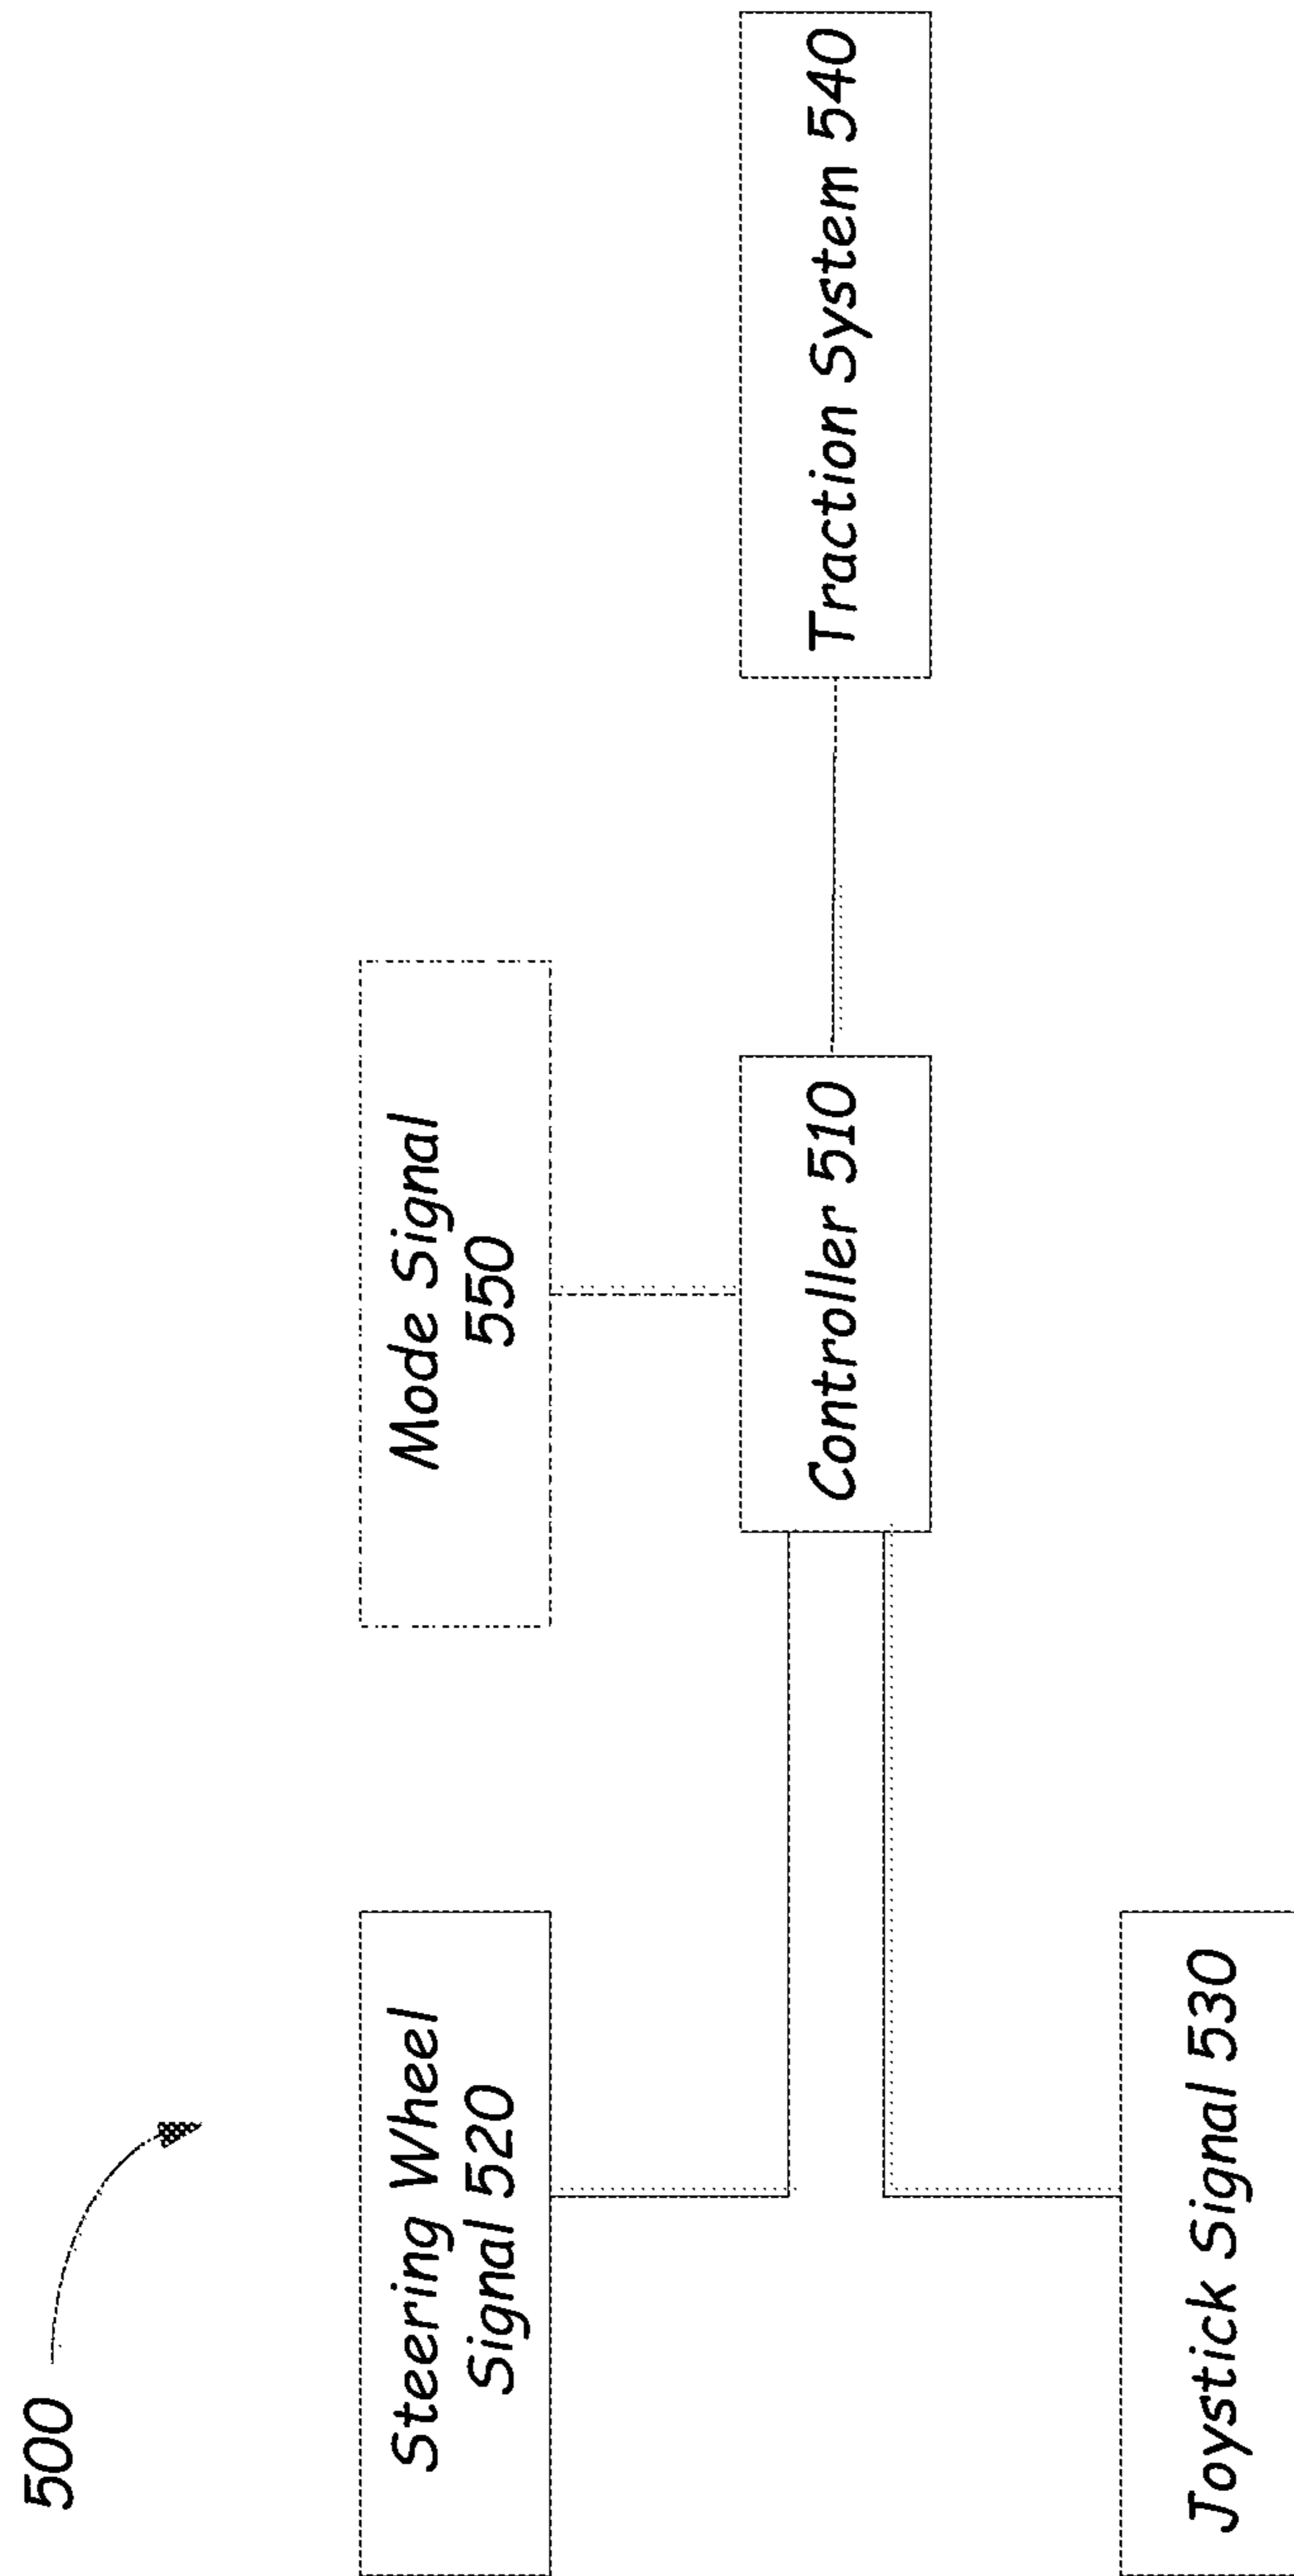 500
Steering Wheel
Signal 520
Mode Signal
550
Controller 510
Traction System 540
Joystick Signal 530